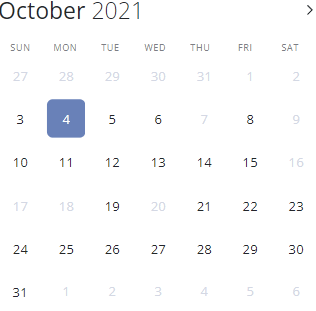 October 2021
SUN MON TUE WED THU FRI SAT
27 28 29 30 31 1 2
3 4 5 6 7 8 9
10 11 12 13 14 15 16
17 18 19 20 21 22 23
24 25 26 27 28 29 30
31 1 2 3 4 5 6